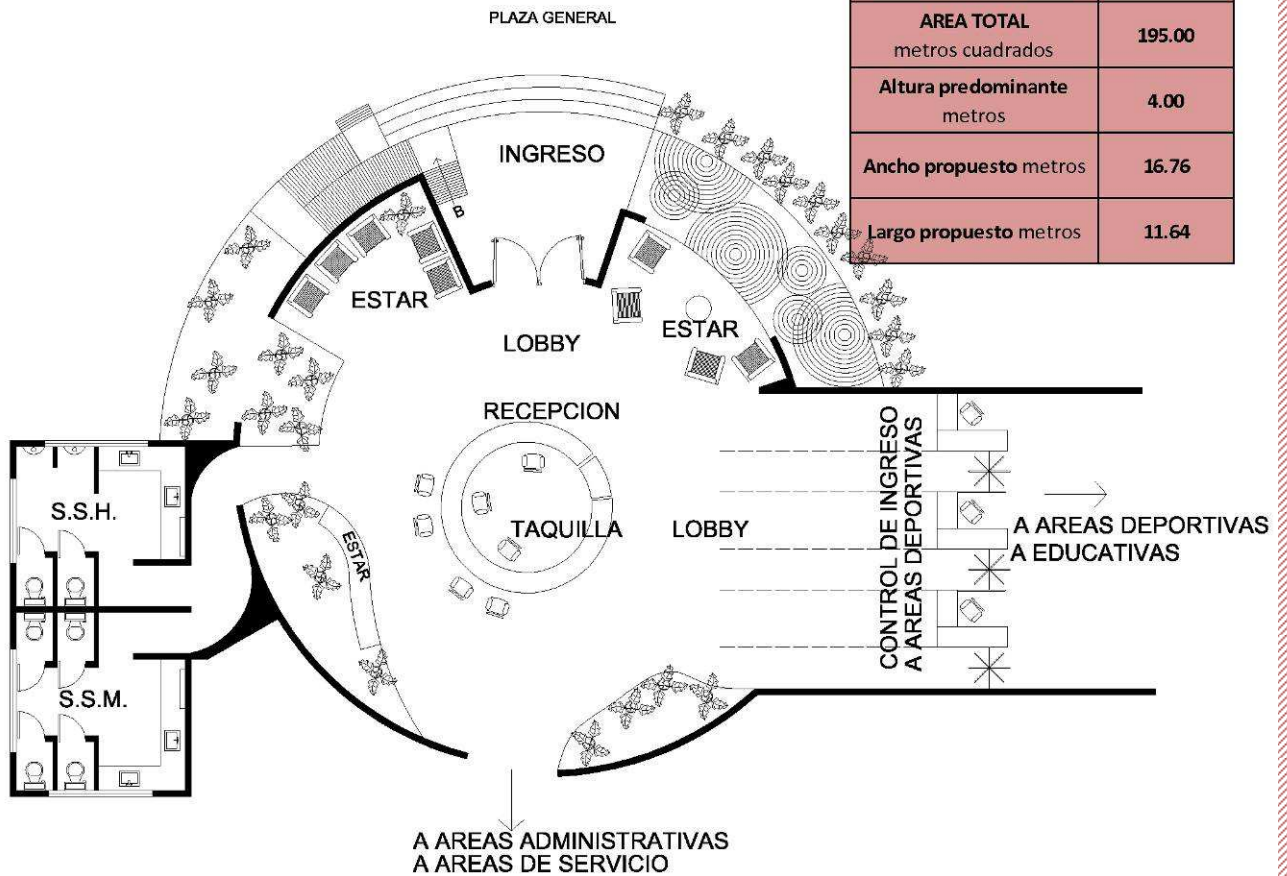 PLAZA GENERAL
AREA TOTAL
metros cuadrados
195.00
Altura predominante
metros
4.00
Ancho propuesto metros
16.76
Largo propuesto metros
11.64
INGRESO
B
ESTAR
ESTAR
LOBBY
RECEPCION
TAQUILLA
LOBBY
ESTAR
S.S.H.
S.S.M.
CONTROL DE INGRESO
A AREAS DEPORTIVAS
A AREAS DEPORTIVAS
A EDUCATIVAS
A AREAS ADMINISTRATIVAS
A AREAS DE SERVICIO